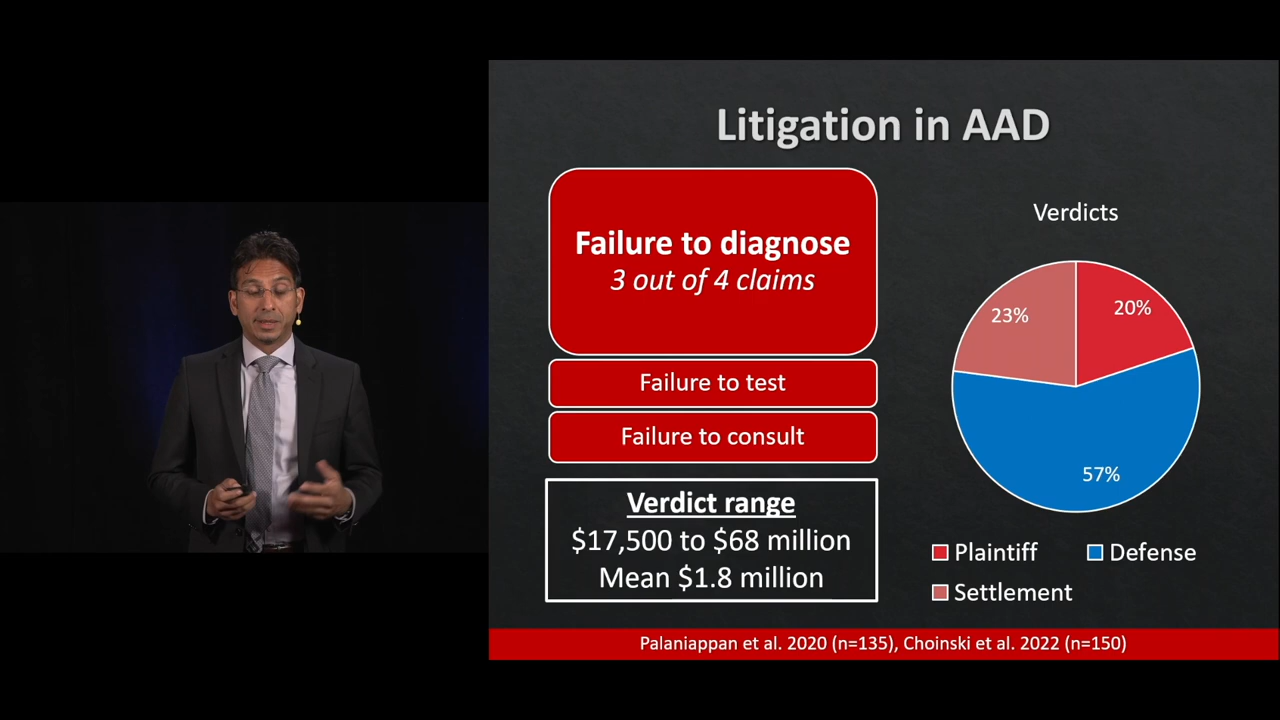 Litigation in AAD
Failure to diagnose
3 out of 4 claims
Failure to test
Failure to consult
Verdict range
$17,500 to $68 million
Mean $1.8 million
Verdicts
23%
20%
57%
Plaintiff
Defense
Settlement
Palaniappan et al. 2020 (n=135), Choinski et al. 2022 (n=150)